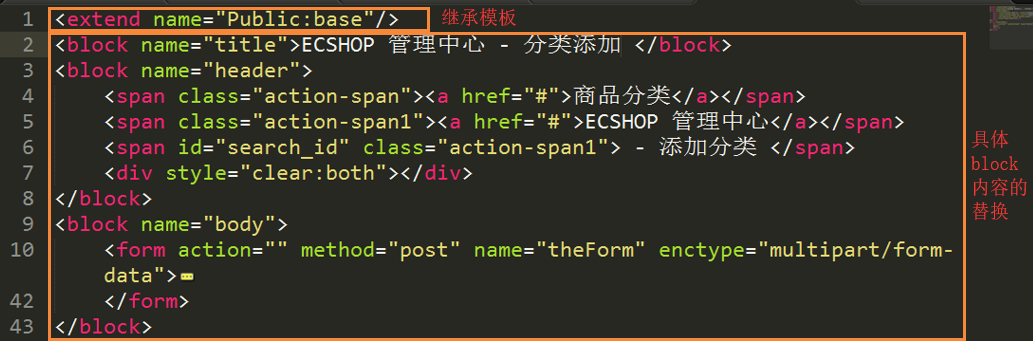 1 <extend name="Public:base"/> 继承模板
2 <block name="title">ECSHOP 管理中心 - 分类添加 </block>
3 <block name="header">
4 <span class="action-span"><a href="#">商品分类</a></span>
5 <span class="action-span1"><a href="#">ECSHOP 管理中心</a></span>
6 <span id="search_id" class="action-span1"> - 添加分类 </span>
7 <div style="clear:both"></div>
8 </block>
9 <block name="body">
10 <form action="" method="post" name="theForm" enctype="multipart/form-
data">
42 </form>
43 </block>
具体
block
内容的
替换